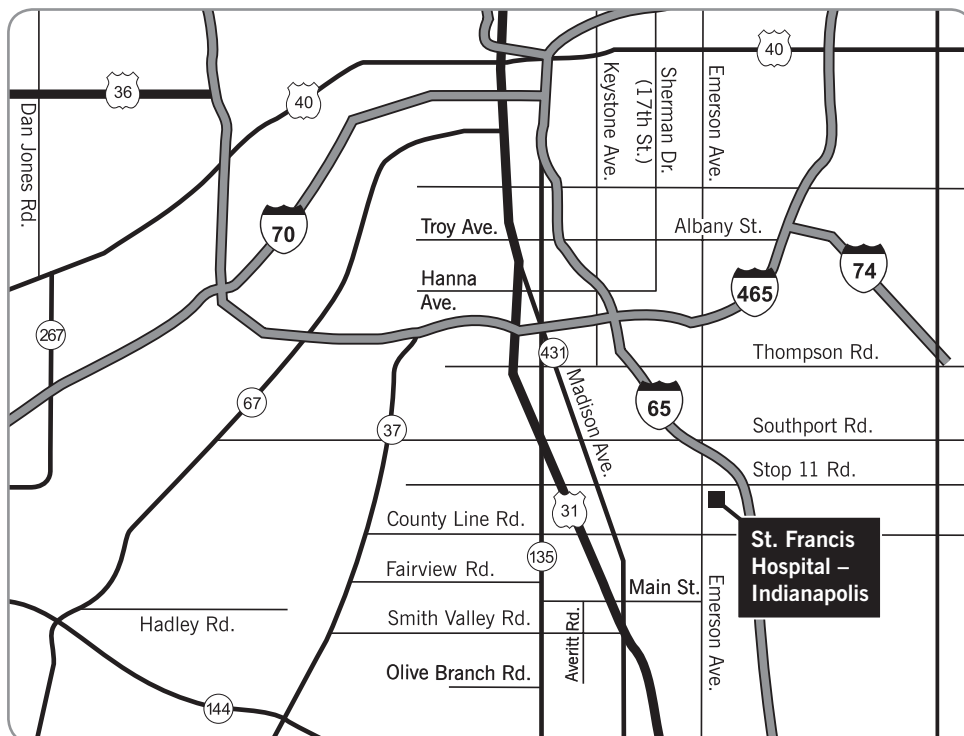 40
36
40
Dan Jones Rd.
Keystone Ave.
Sherman Dr.
(17th St.)
Emerson Ave.
70
Troy Ave.
Albany St.
74
Hanna
Ave.
465
267
431
Thompson Rd.
Madison Ave.
67
65
37
Southport Rd.
Stop 11 Rd.
31
County Line Rd.
St. Francis
Hospital –
Indianapolis
135
Fairview Rd.
Main St.
Emerson Ave.
Hadley Rd.
Smith Valley Rd.
Averitt Rd.
Olive Branch Rd.
144